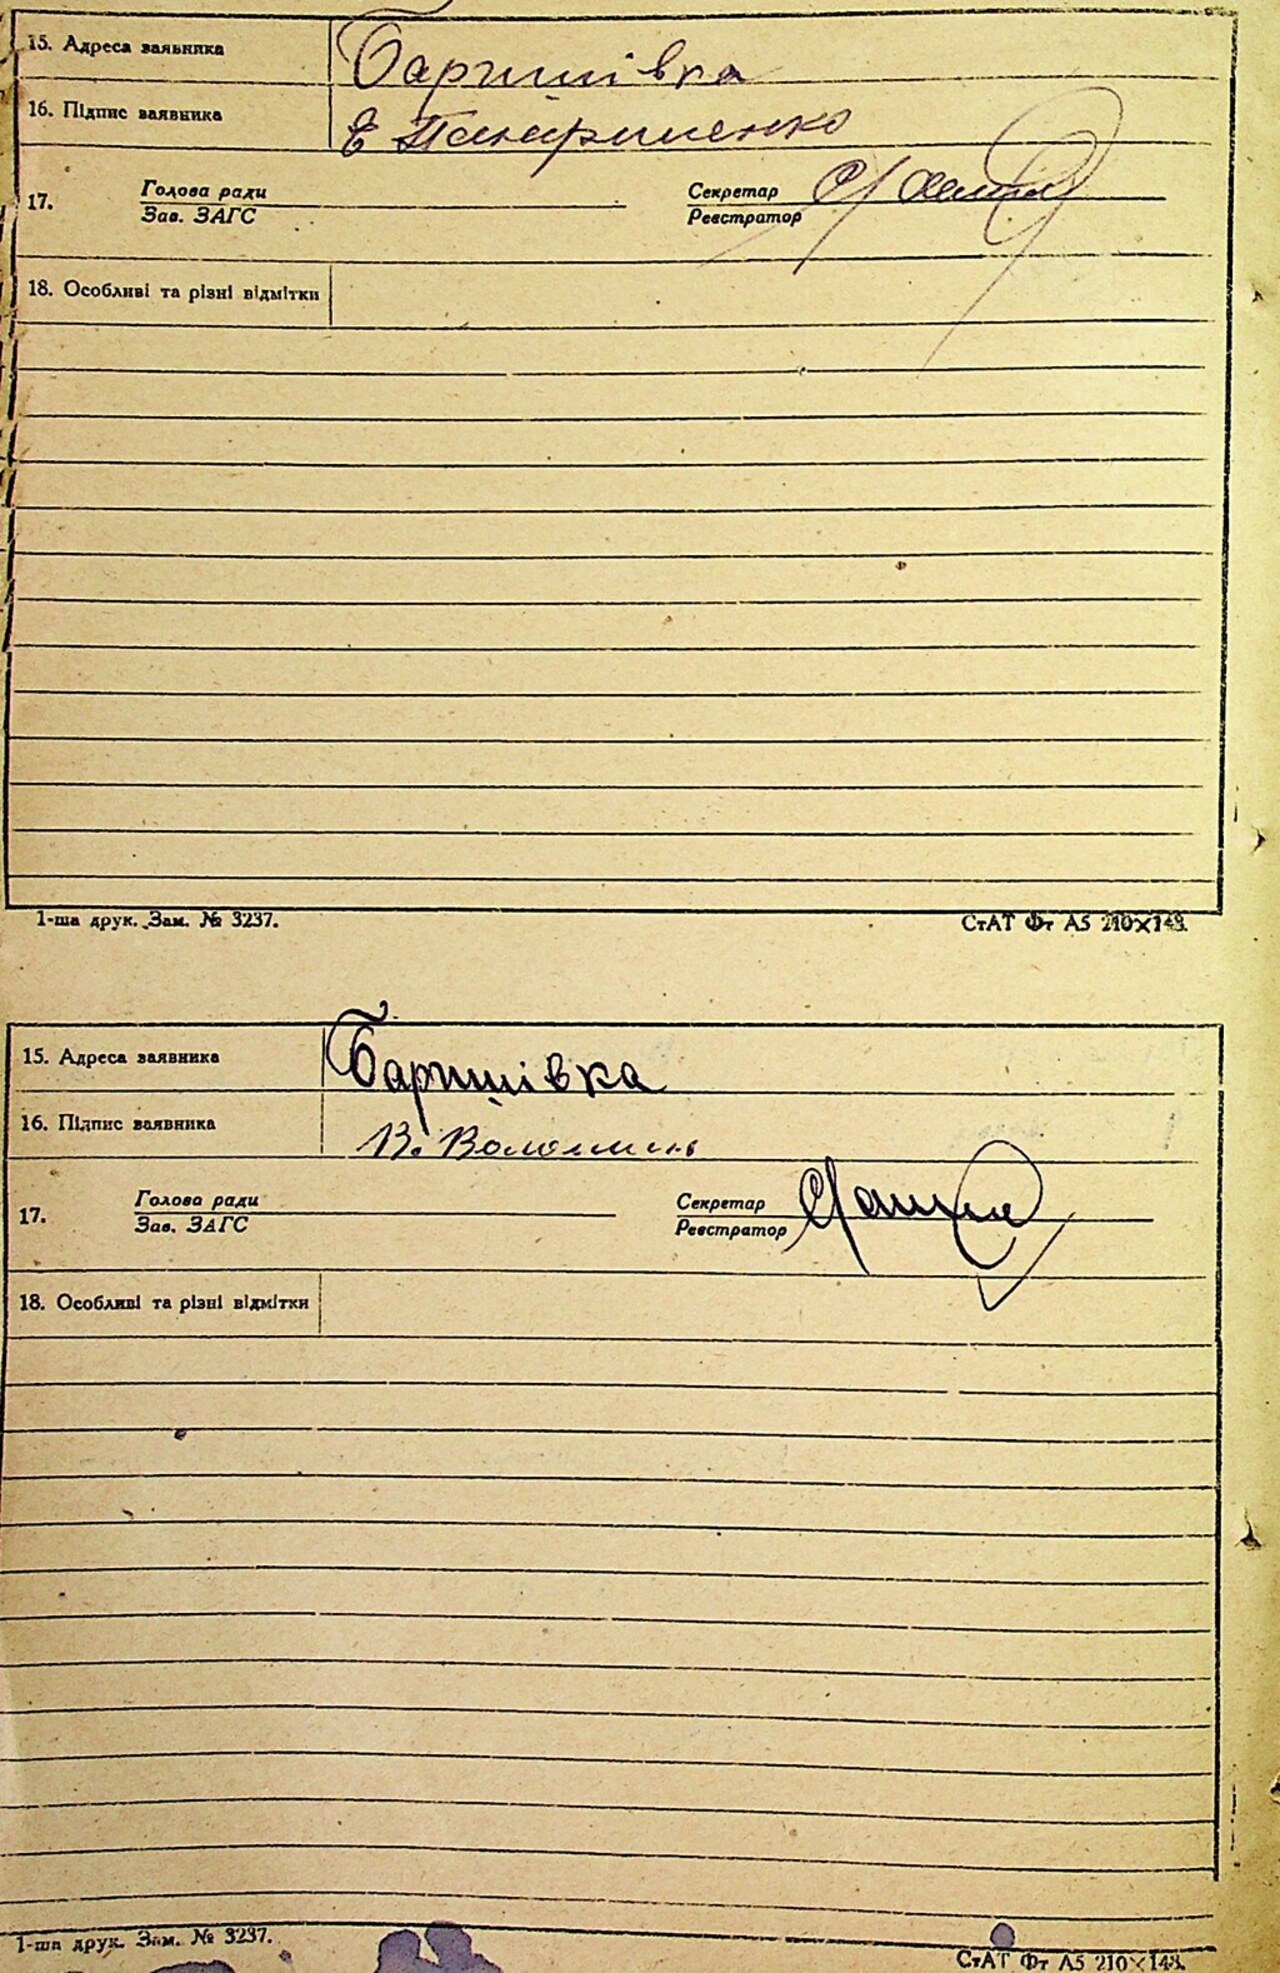 15. Адреса заявника Баришівка
16. Підпис заявника Є
17. Голова ради Секретар
Зав. ЗАГС Реєстратор
18. Особливі та різні відмітки
1-ша друк. Зам. № 3237. СтАТ Фт А5 210×148.
15. Адреса заявника Баришівка
16. Підпис заявника В. Волошин
17. Голова ради Секретар
Зав. ЗАГС Реєстратор
18. Особливі та різні відмітки
1-ша друк. Зам. № 3237. СтАТ Фт А5 210×148.